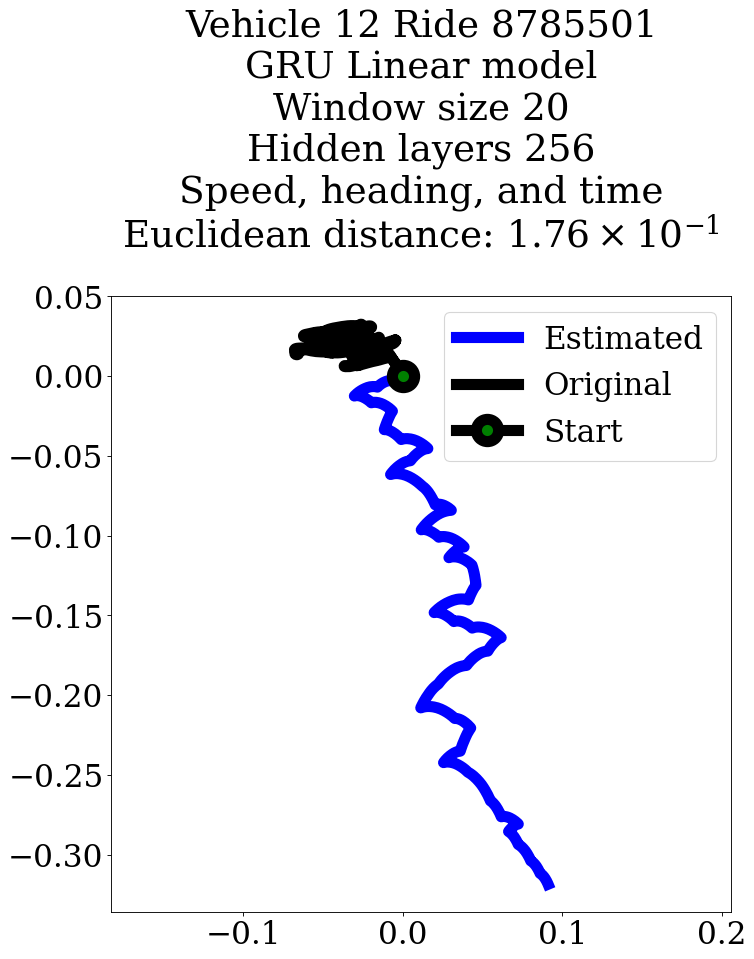 Vehicle 12 Ride 8785501
GRU Linear model
Window size 20
Hidden layers 256
Speed, heading, and time
Euclidean distance: 1.76 × 10⁻¹
0.05
0.00
−0.05
−0.10
−0.15
−0.20
−0.25
−0.30
Estimated
Original
Start
−0.1
0.0
0.1
0.2